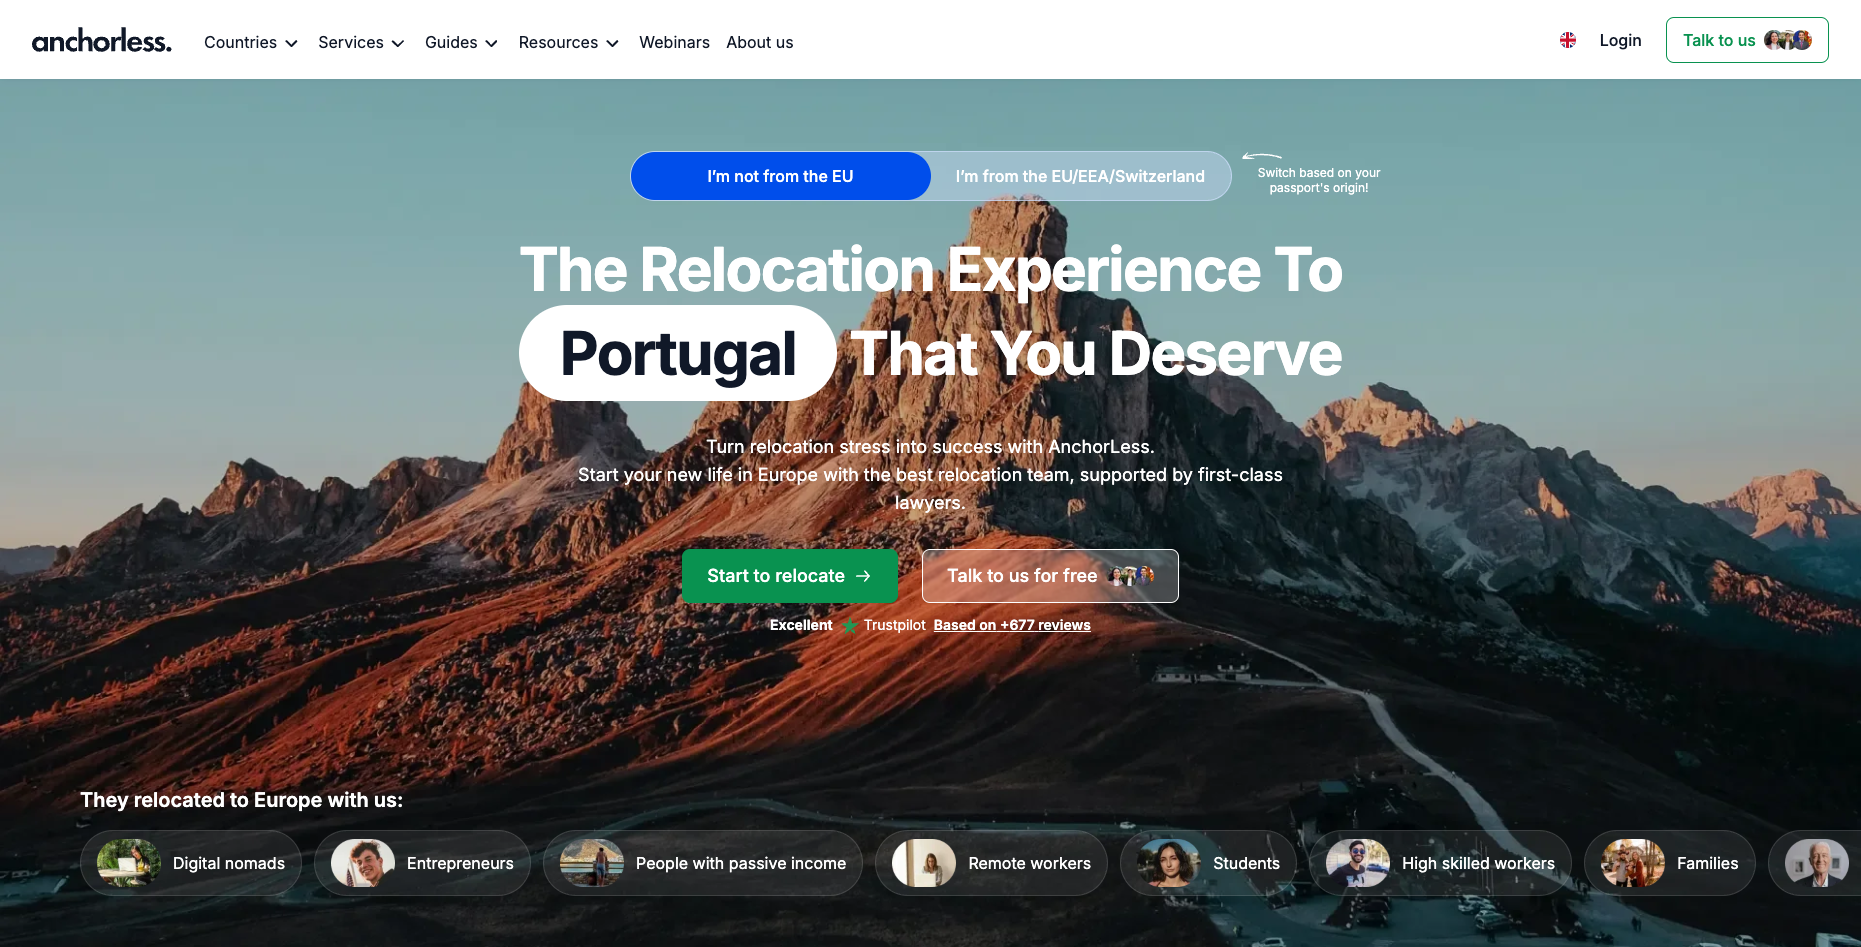 anchorless.
Countries
Services
Guides
Resources
Webinars
About us
Login
Talk to us
I'm not from the EU
I'm from the EU/EEA/Switzerland
Switch based on your
passport's origin!
The Relocation Experience To
Portugal That You Deserve
Turn relocation stress into success with AnchorLess.
Start your new life in Europe with the best relocation team, supported by first-class
lawyers.
Start to relocate →
Talk to us for free
Excellent ★ Trustpilot Based on +677 reviews
They relocated to Europe with us:
Digital nomads
Entrepreneurs
People with passive income
Remote workers
Students
High skilled workers
Families